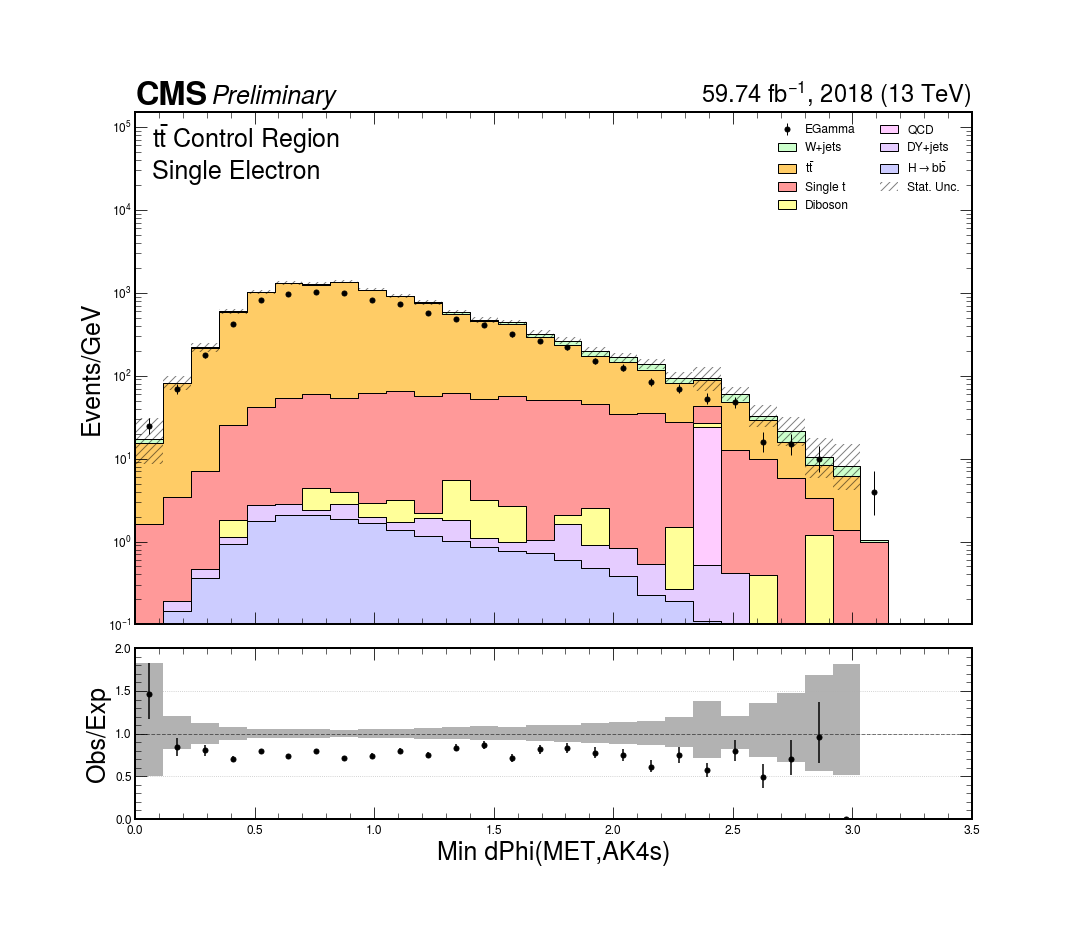 CMS Preliminary
59.74 fb⁻¹, 2018 (13 TeV)
tt̄ Control Region
Single Electron
EGamma
W+jets
tt̄
Single t
Diboson
QCD
DY+jets
H→bb̄
Stat. Unc.
Events/GeV
10⁵
10⁴
10³
10²
10¹
10⁰
10⁻¹
Obs/Exp
2.0
1.5
1.0
0.5
0.0
0.0 0.5 1.0 1.5 2.0 2.5 3.0 3.5
Min dPhi(MET,AK4s)